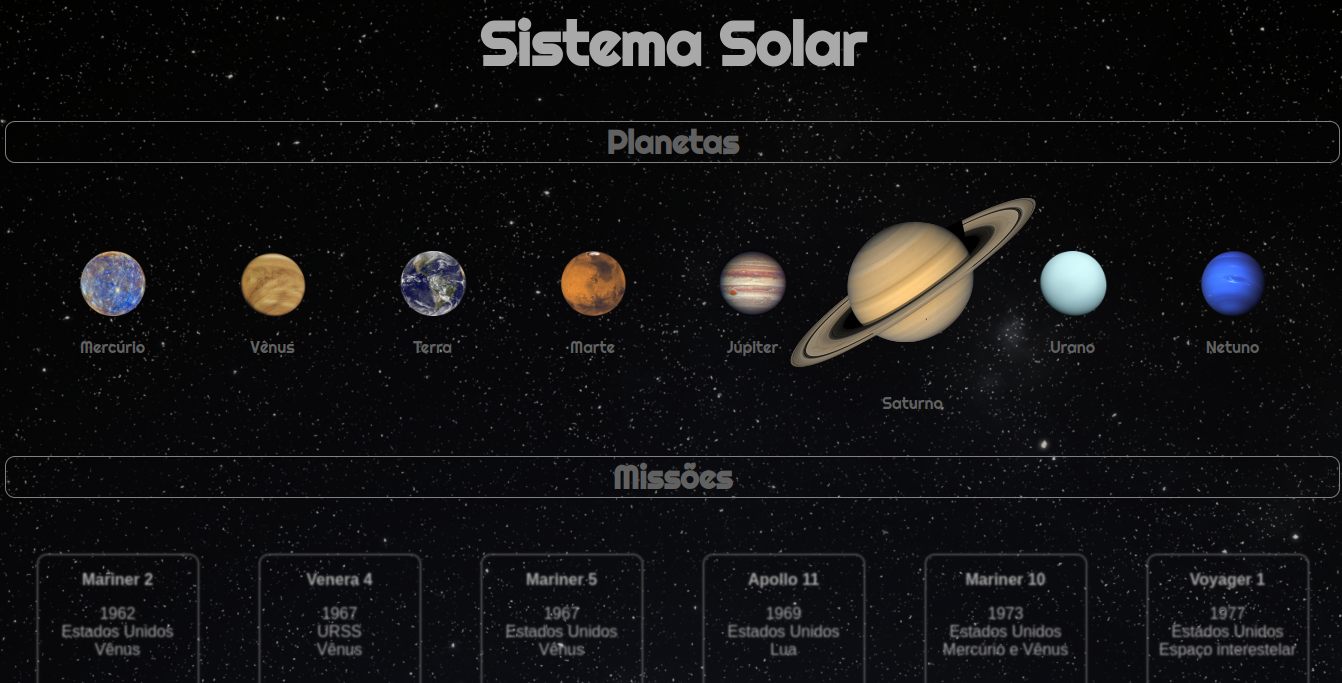 Sistema Solar
Planetas
Mercúrio
Vênus
Terra
Marte
Júpiter
Saturno
Urano
Netuno
Missões
Mariner 2
1962
Estados Unidos
Vênus
Venera 4
1967
URSS
Vênus
Mariner 5
1967
Estados Unidos
Vênus
Apollo 11
1969
Estados Unidos
Lua
Mariner 10
1973
Estados Unidos
Mercúrio e Vênus
Voyager 1
1977
Estados Unidos
Espaço interestelar